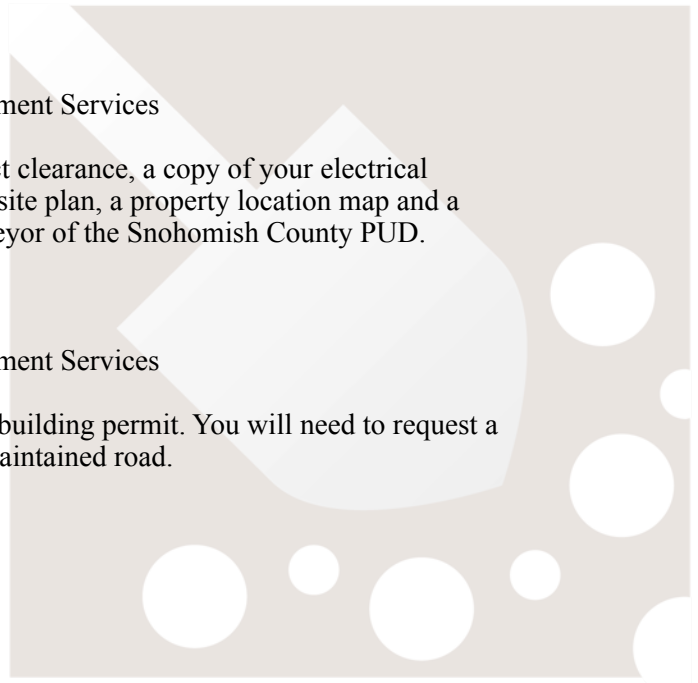 ment Services
ct clearance, a copy of your electrical
site plan, a property location map and a
eyor of the Snohomish County PUD.
ment Services
building permit. You will need to request a
aintained road.